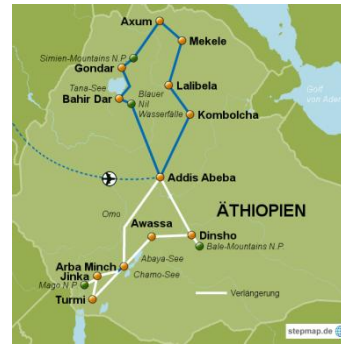 Axum
Mekele
Simien-Mountains N.P.
Gondar
Tana-See
Blauer
Nil
Wasserfälle
Lalibela
Bahir Dar
Kombolcha
Golf
von Aden
Addis Abeba
Omo
Awassa
ÄTHIOPIEN
Dinsho
Bale-Mountains N.P.
Abaya-See
Arba Minch
Chamo-See
Jinka
Mago N.P.
Turmi
Verlängerung
stepmap.de